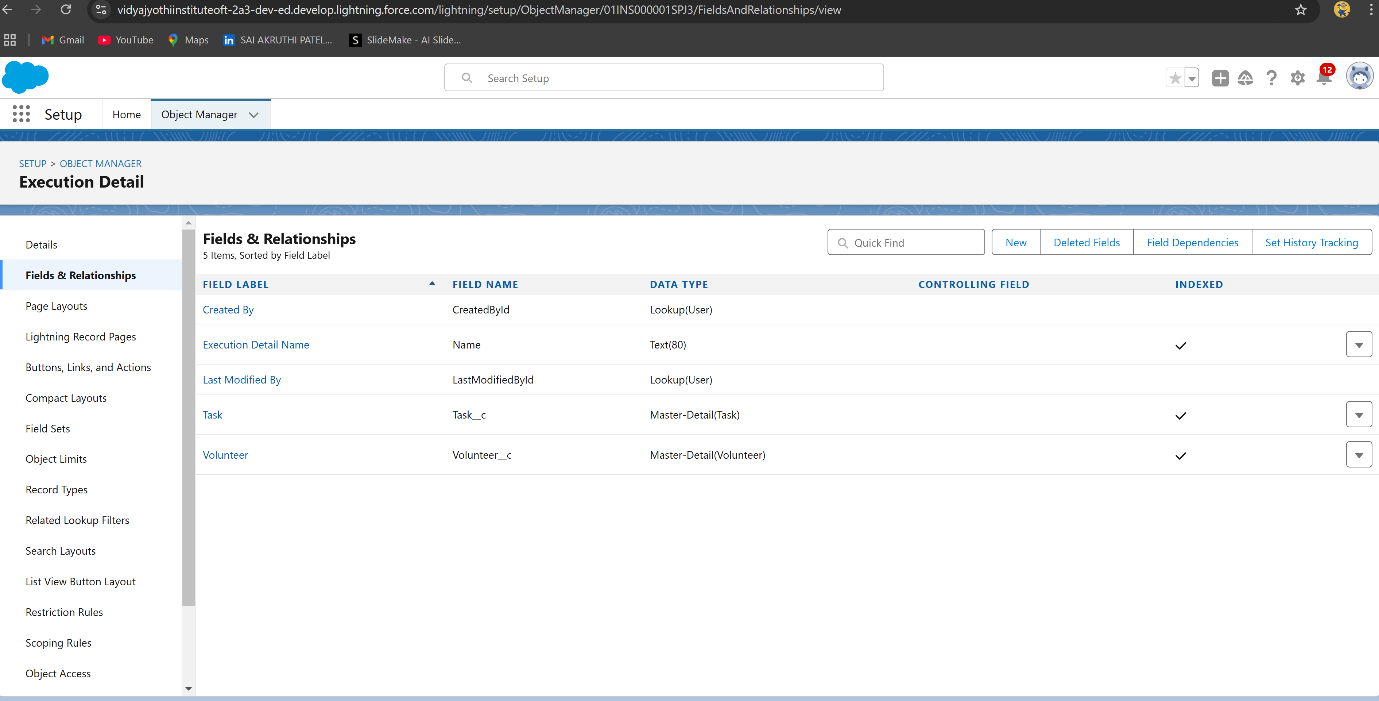 vidyajyothiinstituteoft-2a3-dev-ed.develop.lightning.force.com/lightning/setup/ObjectManager/01INS000001SPJ3/FieldsAndRelationships/view
Gmail YouTube Maps in SAI AKRUTHI PATEL... S SlideMake - AI Slide...
Search Setup
12
Setup Home Object Manager
SETUP > OBJECT MANAGER
Execution Detail
Details
Fields & Relationships
Page Layouts
Lightning Record Pages
Buttons, Links, and Actions
Compact Layouts
Field Sets
Object Limits
Record Types
Related Lookup Filters
Search Layouts
List View Button Layout
Restriction Rules
Scoping Rules
Object Access
Fields & Relationships
5 Items, Sorted by Field Label
Quick Find New Deleted Fields Field Dependencies Set History Tracking
FIELD LABEL FIELD NAME DATA TYPE CONTROLLING FIELD INDEXED
Created By CreatedById Lookup(User)
Execution Detail Name Name Text(80)
Last Modified By LastModifiedById Lookup(User)
Task Task__c Master-Detail(Task)
Volunteer Volunteer__c Master-Detail(Volunteer)